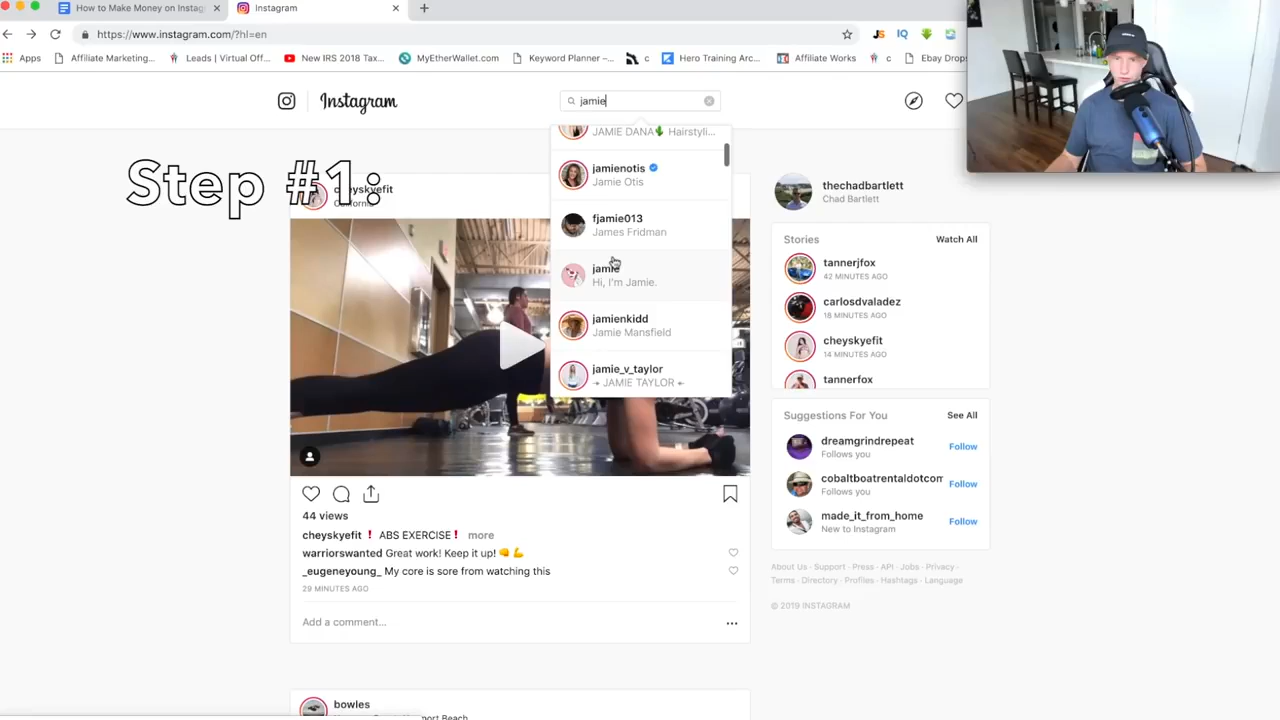 How to Make Money on Instag
Instagram
https://www.instagram.com/?hl=en
Apps
Affiliate Marketing...
Leads | Virtual Off...
New IRS 2018 Tax...
MyEtherWallet.com
Keyword Planner –...
c
Hero Training Arc...
Affiliate Works
c
Ebay Drops
JS
IQ
Instagram
jamie
JAMIE DANA🌵 Hairstyli...
jamienotis
Jamie Otis
fjamie013
James Fridman
jamie
Hi, I'm Jamie.
jamienkidd
Jamie Mansfield
jamie_v_taylor
→ JAMIE TAYLOR ←
Step #1:
cheyskyefit
California
44 views
cheyskyefit ❗ ABS EXERCISE❗ more
warriorswanted Great work! Keep it up! 👊💪
_eugeneyoung_ My core is sore from watching this
29 MINUTES AGO
Add a comment...
bowles
thechadbartlett
Chad Bartlett
Stories
Watch All
tannerjfox
42 MINUTES AGO
carlosdvaladez
18 MINUTES AGO
cheyskyefit
14 MINUTES AGO
tannerfox
Suggestions For You
See All
dreamgrindrepeat
Follows you
Follow
cobaltboatrentaldotcom
Follows you
Follow
made_it_from_home
New to Instagram
Follow
About Us · Support · Press · API · Jobs · Privacy ·
Terms · Directory · Profiles · Hashtags · Language
© 2019 INSTAGRAM